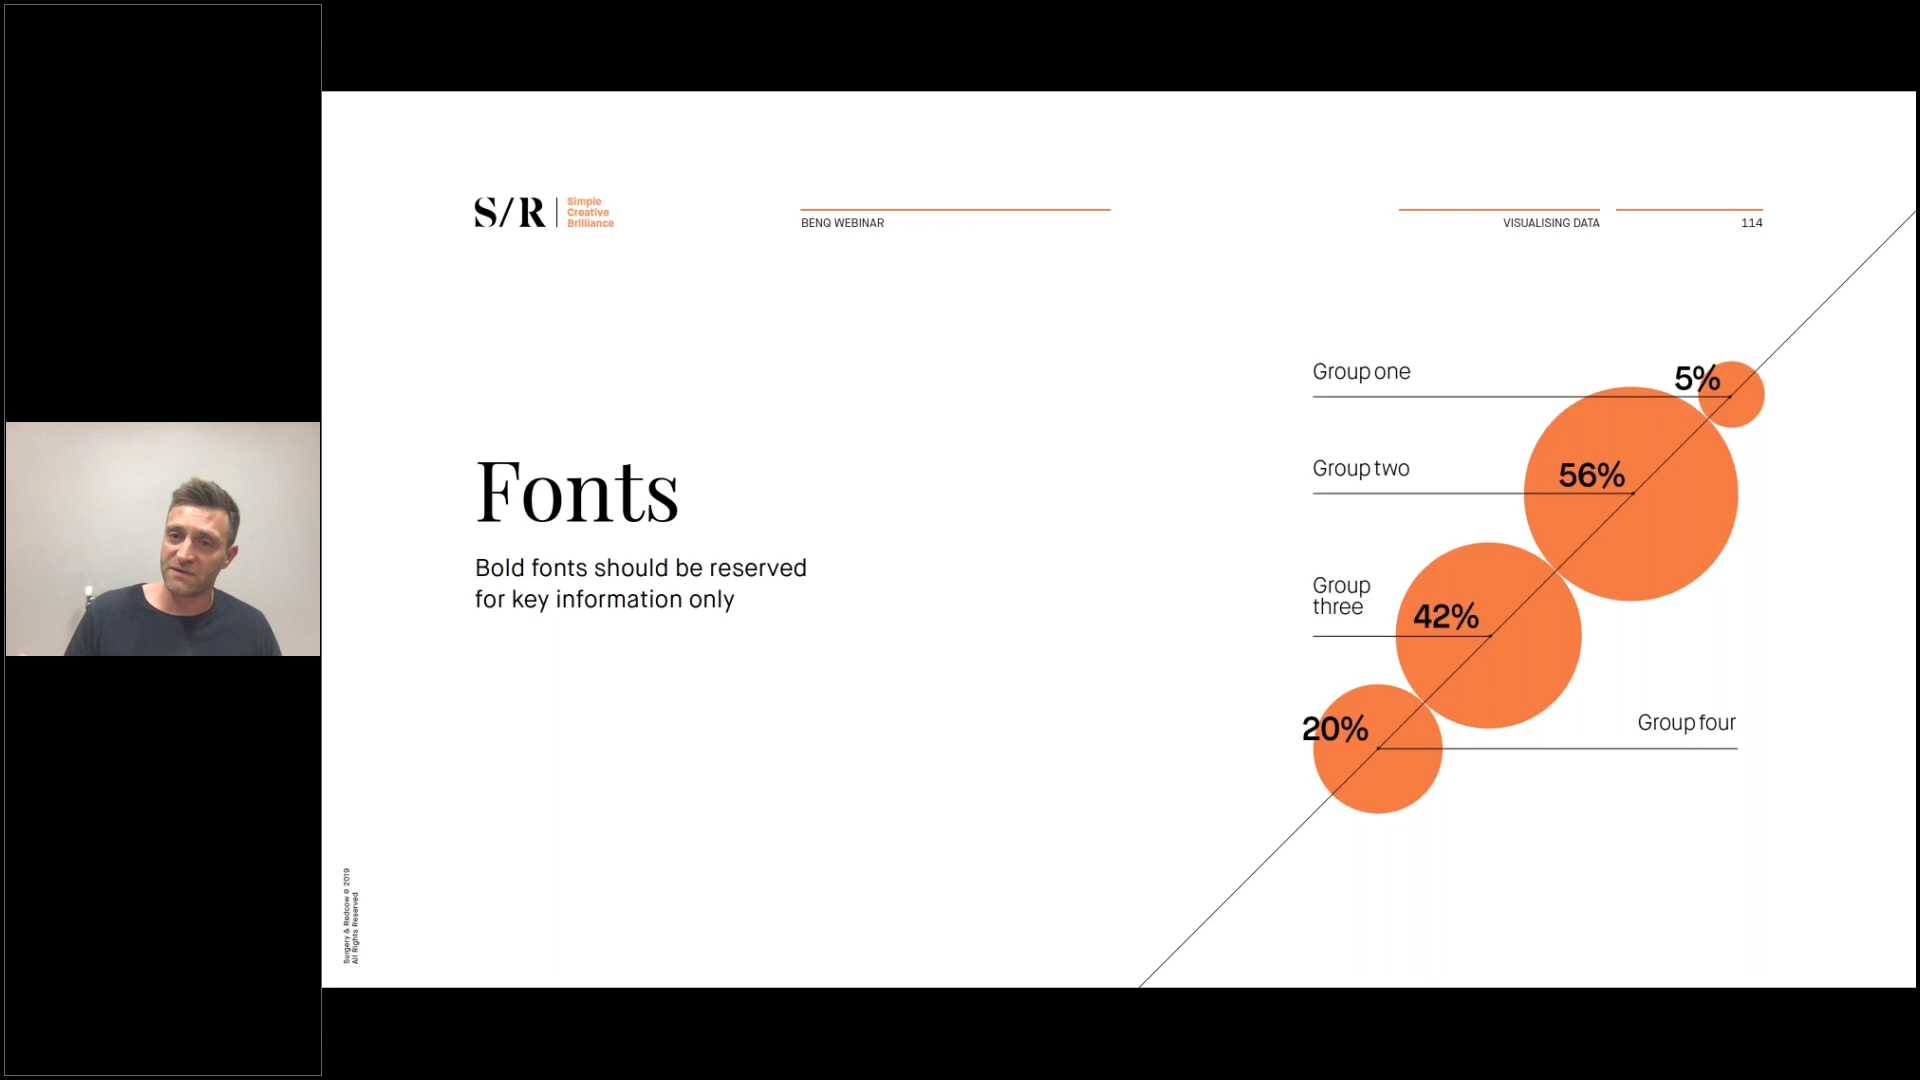 S/R
Simple
Creative
Brilliance
BENQ WEBINAR
VISUALISING DATA
114
Fonts
Bold fonts should be reserved
for key information only
Group one
5%
Group two
56%
Group
three
42%
20%
Group four
Surgery & Redcow © 2019
All Rights Reserved